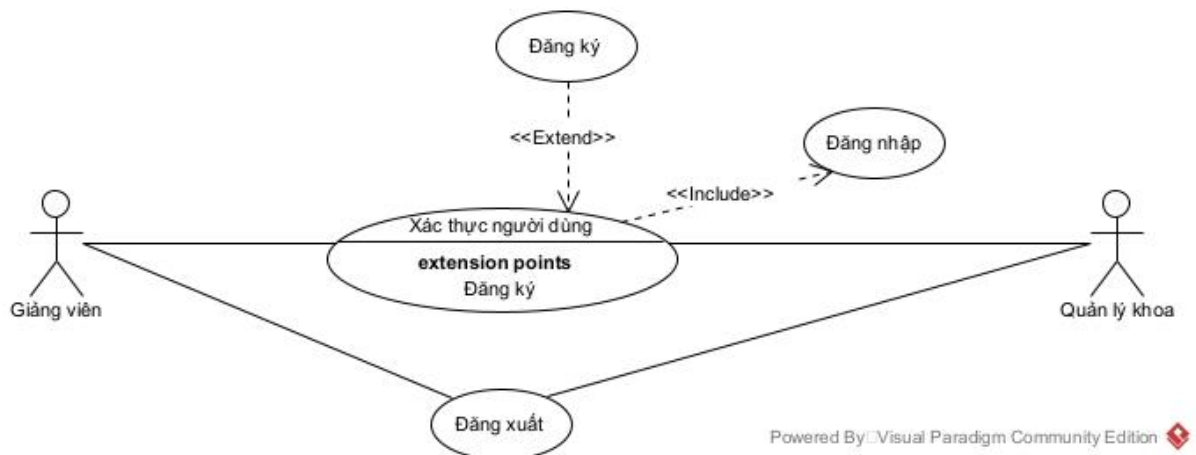 Đăng ký
<<Extend>>
Đăng nhập
<<Include>>
Xác thực người dùng
extension points
Đăng ký
Giảng viên
Quản lý khoa
Đăng xuất
Powered By□Visual Paradigm Community Edition